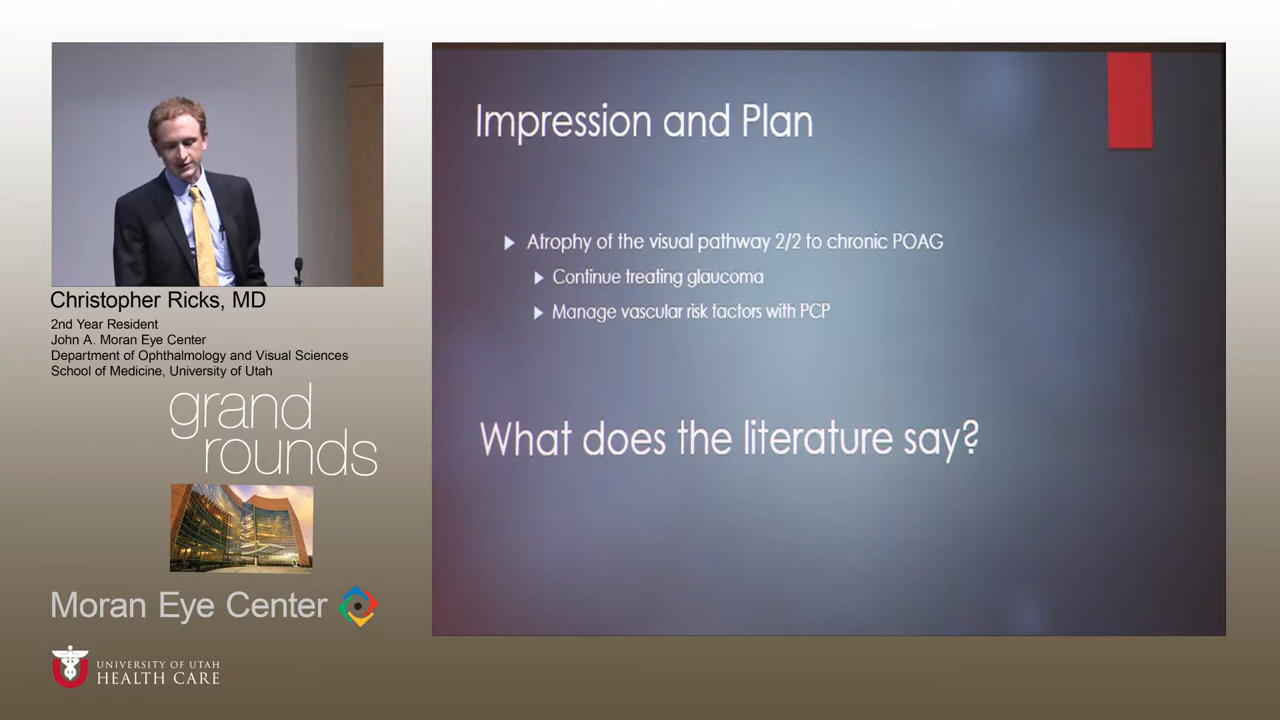 Impression and Plan
Atrophy of the visual pathway 2/2 to chronic POAG
Continue treating glaucoma
Manage vascular risk factors with PCP
What does the literature say?
Christopher Ricks, MD
2nd Year Resident
John A. Moran Eye Center
Department of Ophthalmology and Visual Sciences
School of Medicine, University of Utah
grand
rounds
Moran Eye Center
UNIVERSITY OF UTAH
HEALTH CARE